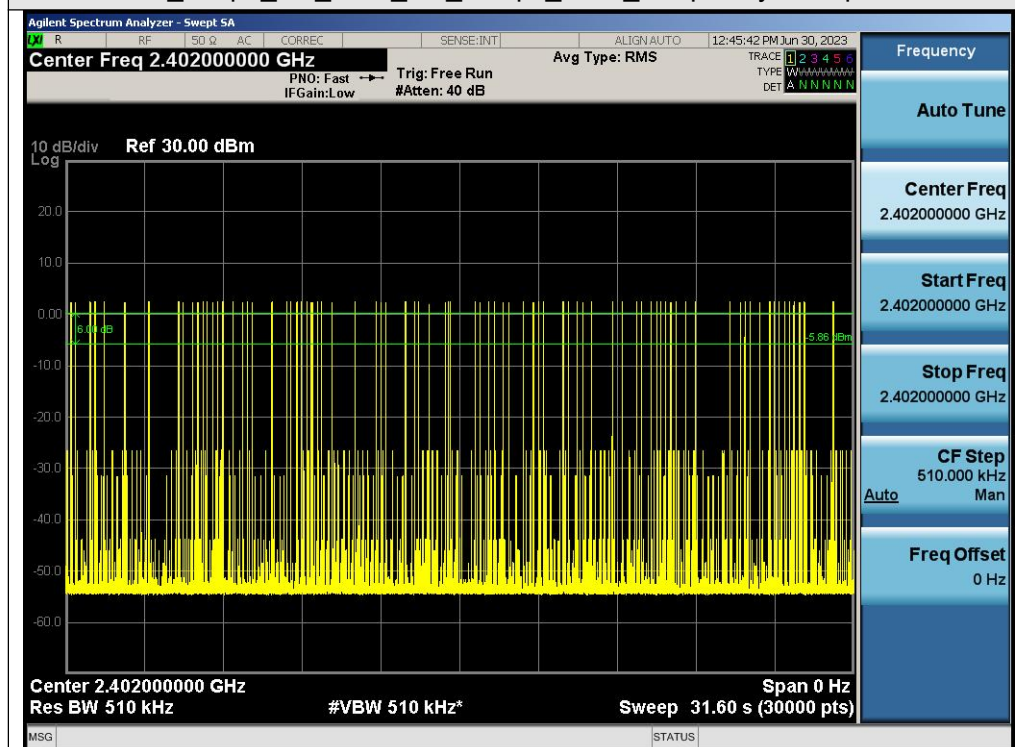 Agilent Spectrum Analyzer - Swept SA
LXI R RF 50 Ω AC CORREC SENSE:INT ALIGN AUTO 12:45:42 PM Jun 30, 2023
Center Freq 2.402000000 GHz
PNO: Fast
IFGain:Low
Trig: Free Run
#Atten: 40 dB
Avg Type: RMS
TRACE 1 2 3 4 5 6
TYPE W
DET A N N N N N
10 dB/div Ref 30.00 dBm
Log
20.0
10.0
0.00
6.00 dB
-5.86 dBm
-10.0
-20.0
-30.0
-40.0
-50.0
-60.0
Center 2.402000000 GHz Span 0 Hz
Res BW 510 kHz #VBW 510 kHz* Sweep 31.60 s (30000 pts)
MSG STATUS
Frequency
Auto Tune
Center Freq
2.402000000 GHz
Start Freq
2.402000000 GHz
Stop Freq
2.402000000 GHz
CF Step
510.000 kHz
Auto Man
Freq Offset
0 Hz